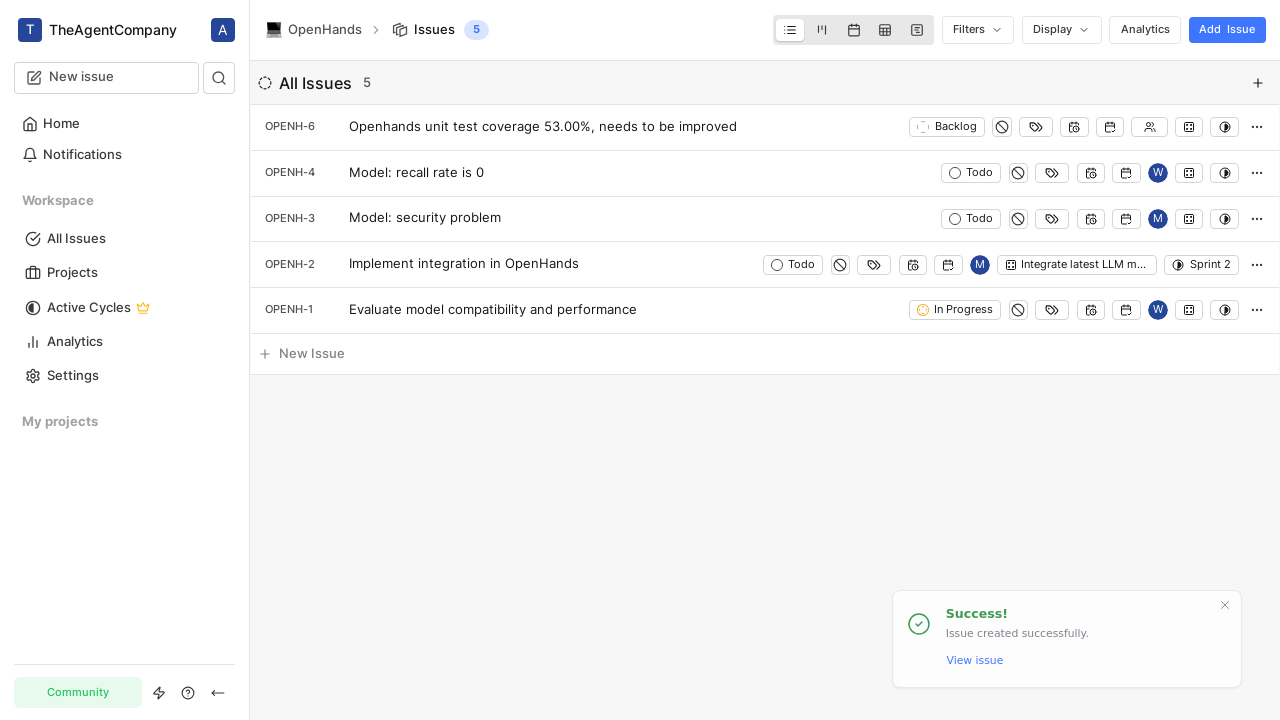 T TheAgentCompany A
New issue
Home
Notifications
Workspace
All Issues
Projects
Active Cycles
Analytics
Settings
My projects
Community
OpenHands Issues 5
Filters Display Analytics Add Issue
All Issues 5
OPENH-6 Openhands unit test coverage 53.00%, needs to be improved Backlog
OPENH-4 Model: recall rate is 0 Todo W
OPENH-3 Model: security problem Todo M
OPENH-2 Implement integration in OpenHands Todo M Integrate latest LLM m... Sprint 2
OPENH-1 Evaluate model compatibility and performance In Progress W
New Issue
Success!
Issue created successfully.
View issue